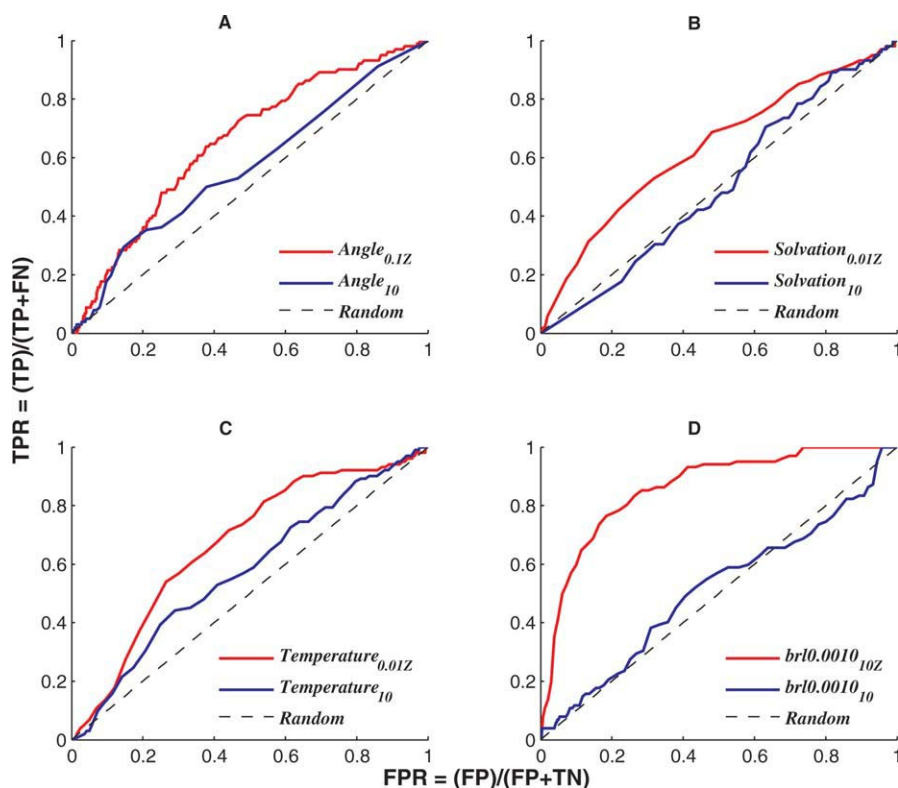 A
B
1
0.8
0.6
0.4
0.2
0
0 0.2 0.4 0.6 0.8 1
Angle0.1Z
Angle10
Random
1
0.8
0.6
0.4
0.2
0
0 0.2 0.4 0.6 0.8 1
Solvation0.01Z
Solvation10
Random
TPR = (TP)/(TP+FN)
C
D
1
0.8
0.6
0.4
0.2
0
0 0.2 0.4 0.6 0.8 1
Temperature0.01Z
Temperature10
Random
1
0.8
0.6
0.4
0.2
0
0 0.2 0.4 0.6 0.8 1
brl0.001010Z
brl0.001010
Random
FPR = (FP)/(FP+TN)